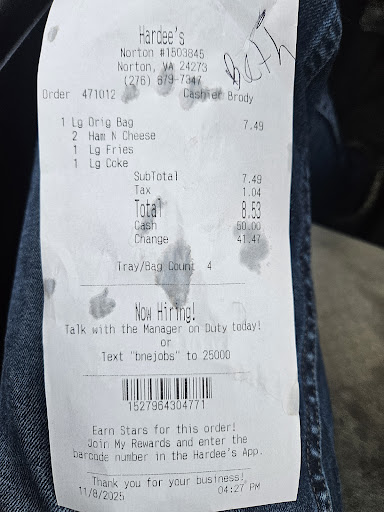 Hardee's
Norton #1503845
Norton, VA 24273
(276) 679-7347
Beth
Order 471012 Cashier Brody
1 Lg Orig Bag 7.49
2 Ham N Cheese
1 Lg Fries
1 Lg Coke
SubTotal 7.49
Tax 1.04
Total 8.53
Cash 50.00
Change 41.47
Tray/Bag Count 4
Now Hiring!
Talk with the Manager on Duty today!
or
Text "bnejobs" to 25000
1527964304771
Earn Stars for this order!
Join My Rewards and enter the
barcode number in the Hardee's App.
Thank you for your business!
11/8/2025 04:27 PM